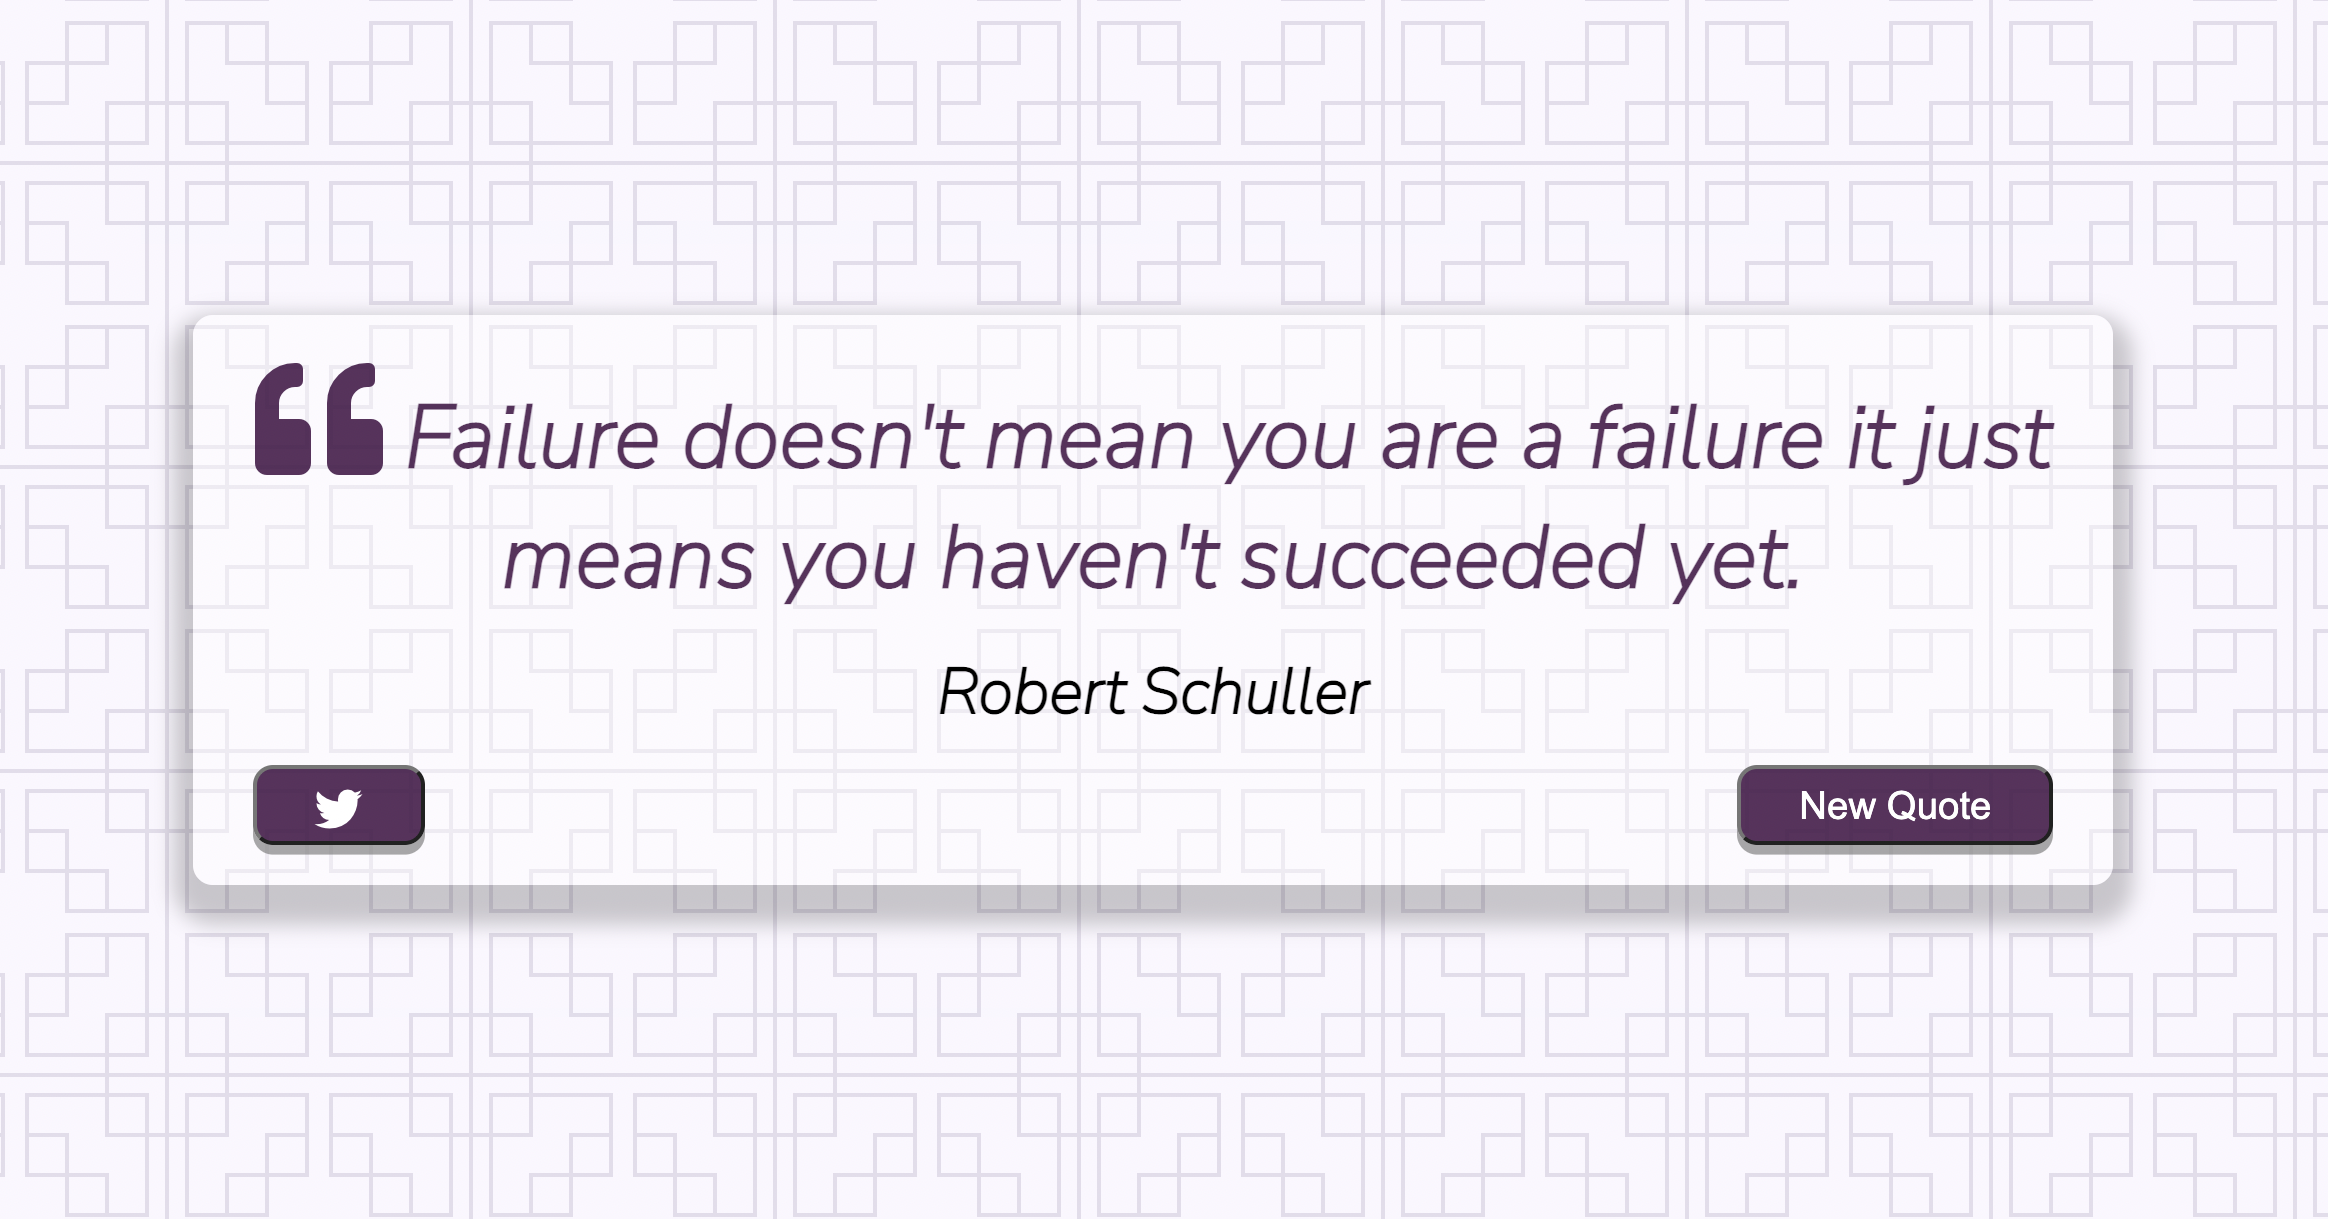 Failure doesn't mean you are a failure it just
means you haven't succeeded yet.
Robert Schuller
New Quote